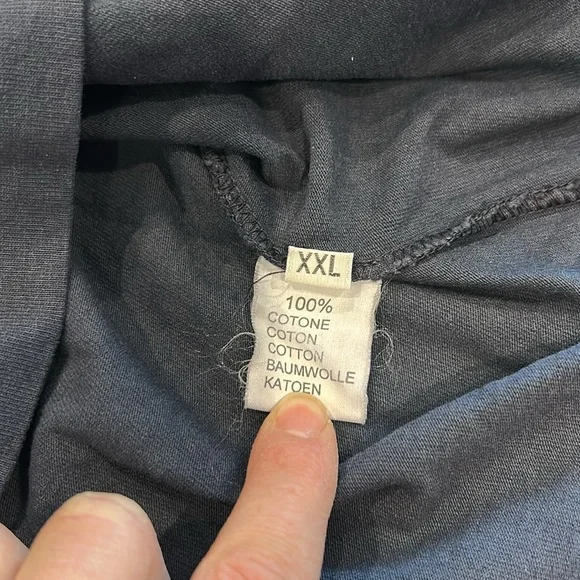 XXL
100%
COTONE
COTON
COTTON
BAUMWOLLE
KATOEN